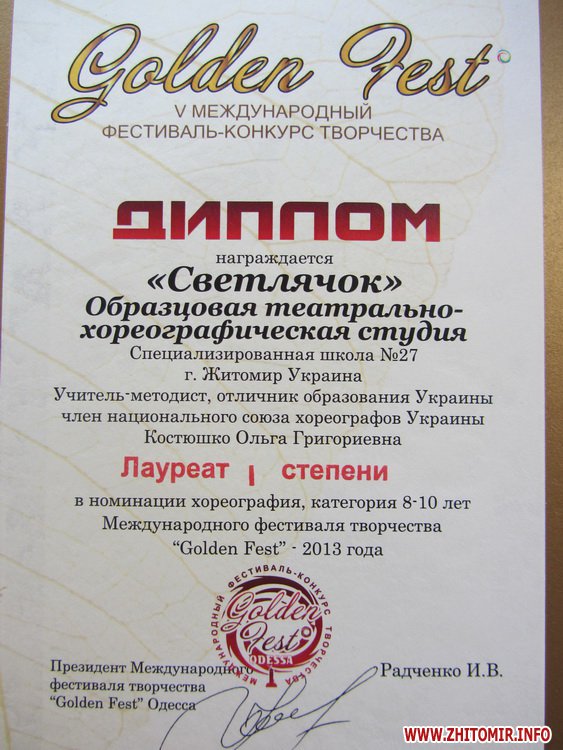 Golden Fest
V МЕЖДУНАРОДНЫЙ
ФЕСТИВАЛЬ-КОНКУРС ТВОРЧЕСТВА
ДИПЛОМ
награждается
«Светлячок»
Образцовая театрально-
хореографическая студия
Специализированная школа №27
г. Житомир Украина
Учитель-методист, отличник образования Украины
член национального союза хореографов Украины
Костюшко Ольга Григориевна
Лауреат I степени
в номинации хореография, категория 8-10 лет
Международного фестиваля творчества
“Golden Fest” - 2013 года
МЕЖДУНАРОДНЫЙ ФЕСТИВАЛЬ-КОНКУРС ТВОРЧЕСТВА
Golden
Fest
ODESSA
Президент Международного
фестиваля творчества
“Golden Fest” Одесса
Радченко И.В.
WWW.ZHITOMIR.INFO